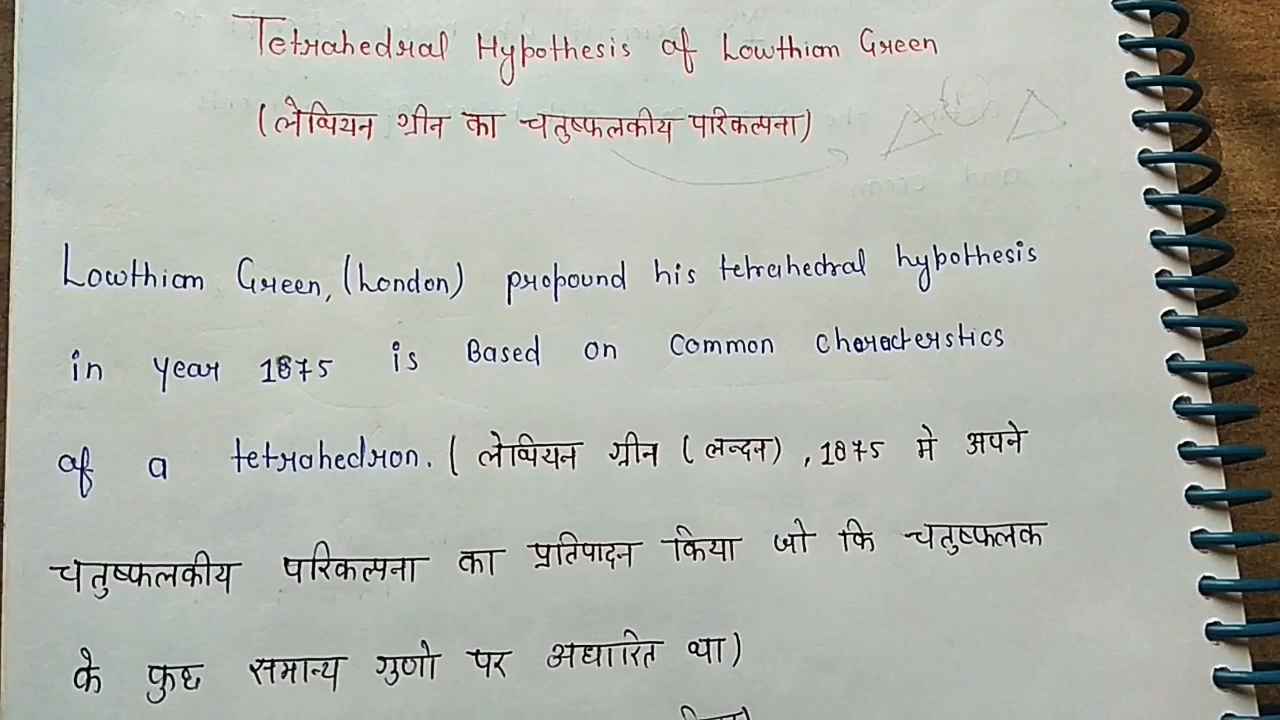 Tetrahedral Hypothesis of Lowthian Green
(लेथियन ग्रीन का चतुष्फलकीय परिकल्पना)
Lowthian Green, (London) propound his tetrahedral hypothesis
in year 1875 is Based on common characterstics
of a tetrahedron. ( लेथियन ग्रीन ( लन्दन) , 1875 मे अपने
चतुष्फलकीय परिकल्पना का प्रतिपादन किया जो कि चतुष्फलक
के कुछ समान्य गुणो पर अधारित था)